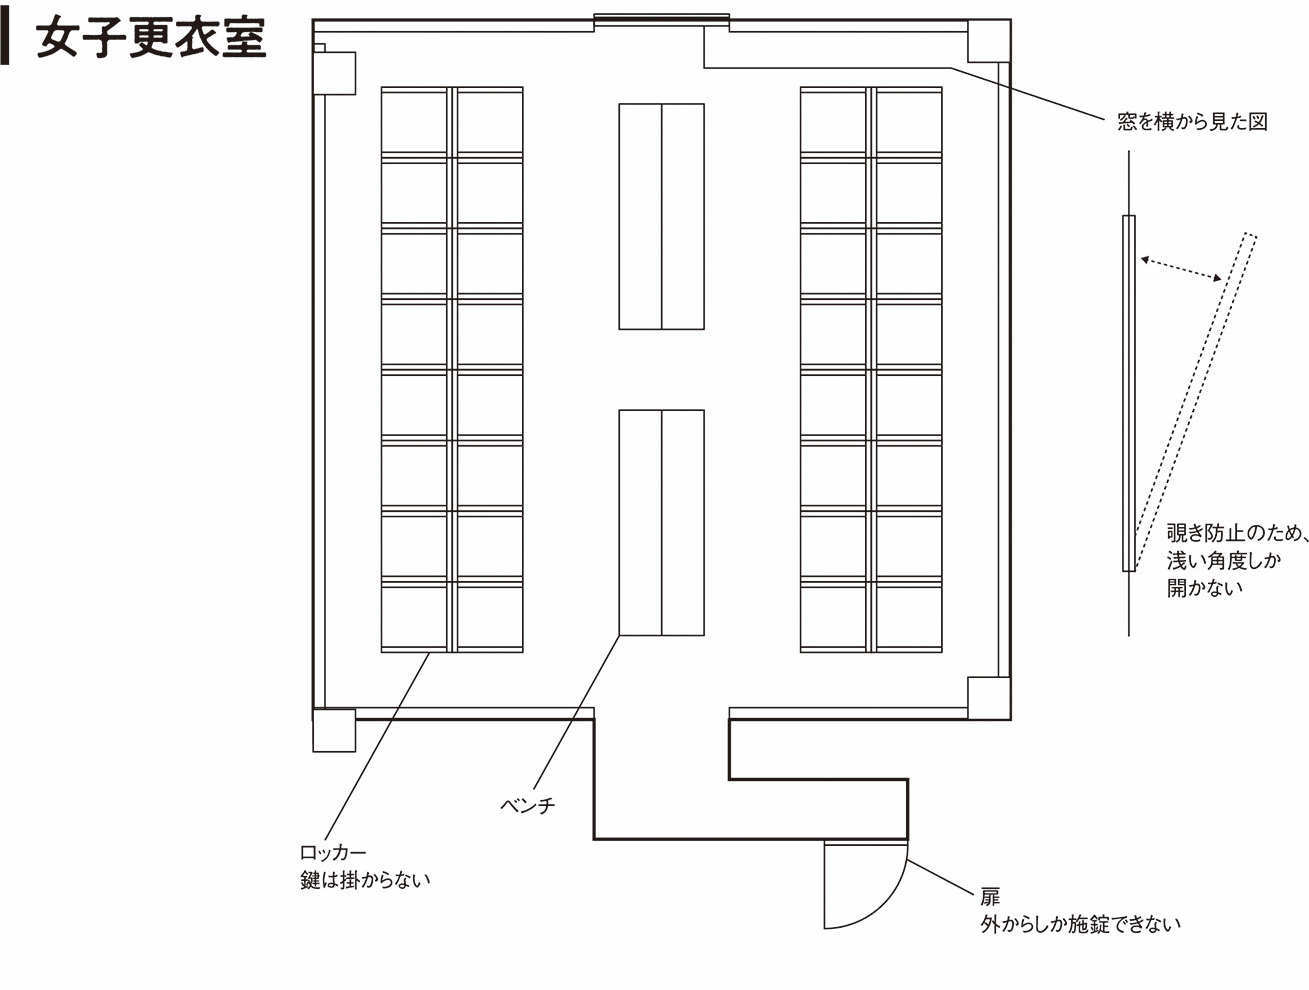 女子更衣室
窓を横から見た図
覗き防止のため、
浅い角度しか
開かない
ベンチ
ロッカー
鍵は掛からない
扉
外からしか施錠できない